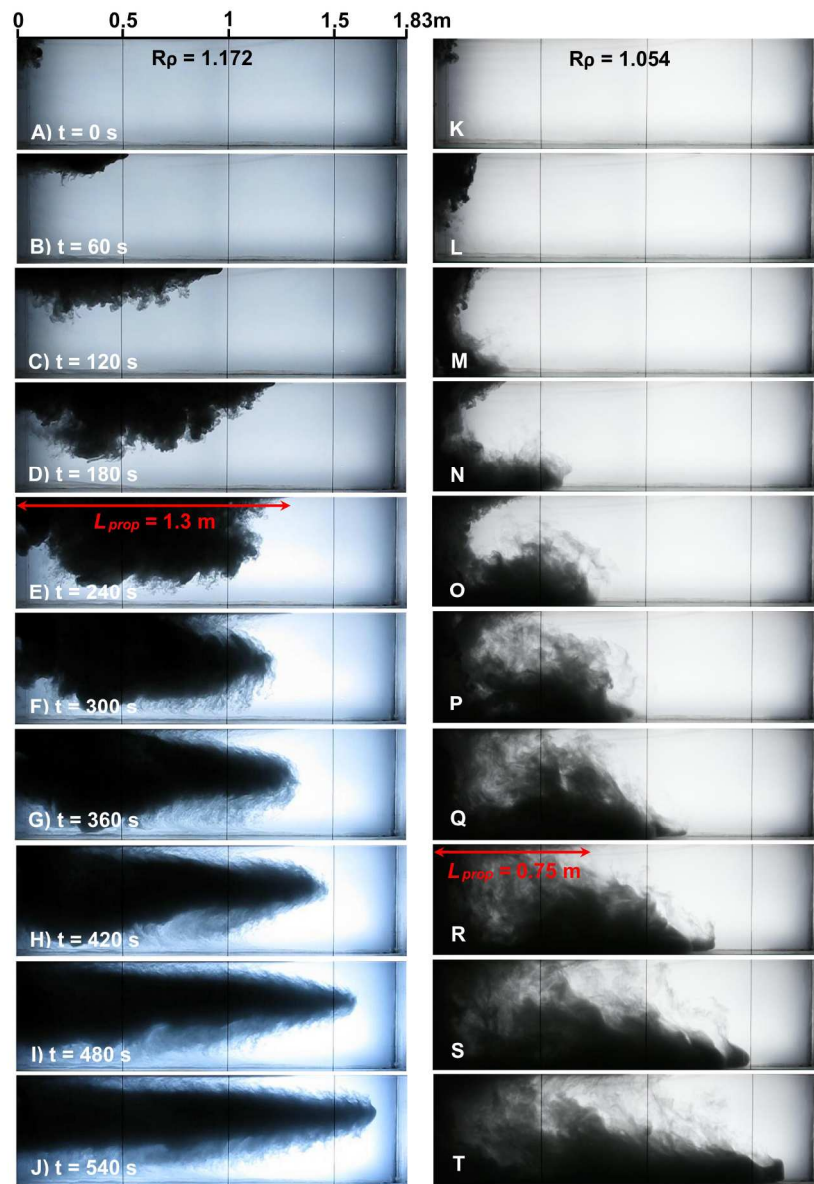 0 0.5 1 1.5 1.83m
Rρ = 1.172
A) t = 0 s
B) t = 60 s
C) t = 120 s
D) t = 180 s
L prop = 1.3 m
E) t = 240 s
F) t = 300 s
G) t = 360 s
H) t = 420 s
I) t = 480 s
J) t = 540 s
Rρ = 1.054
K
L
M
N
O
P
Q
L prop = 0.75 m
R
S
T